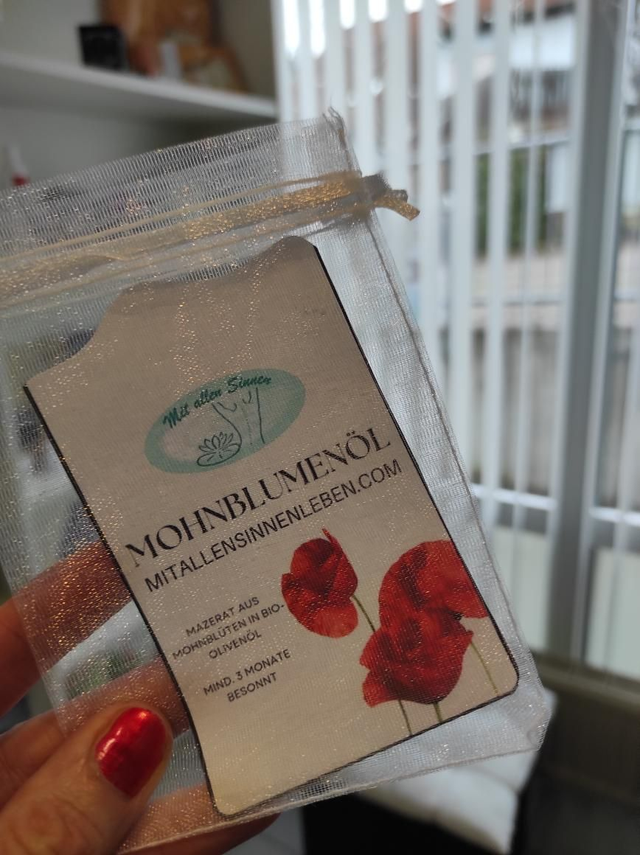 Mit allen Sinnen
MOHNBLUMENÖL
MITALLENSINNENLEBEN.COM
MAZERAT AUS
MOHNBLÜTEN IN BIO-
OLIVENÖL
MIND. 3 MONATE
BESONNT